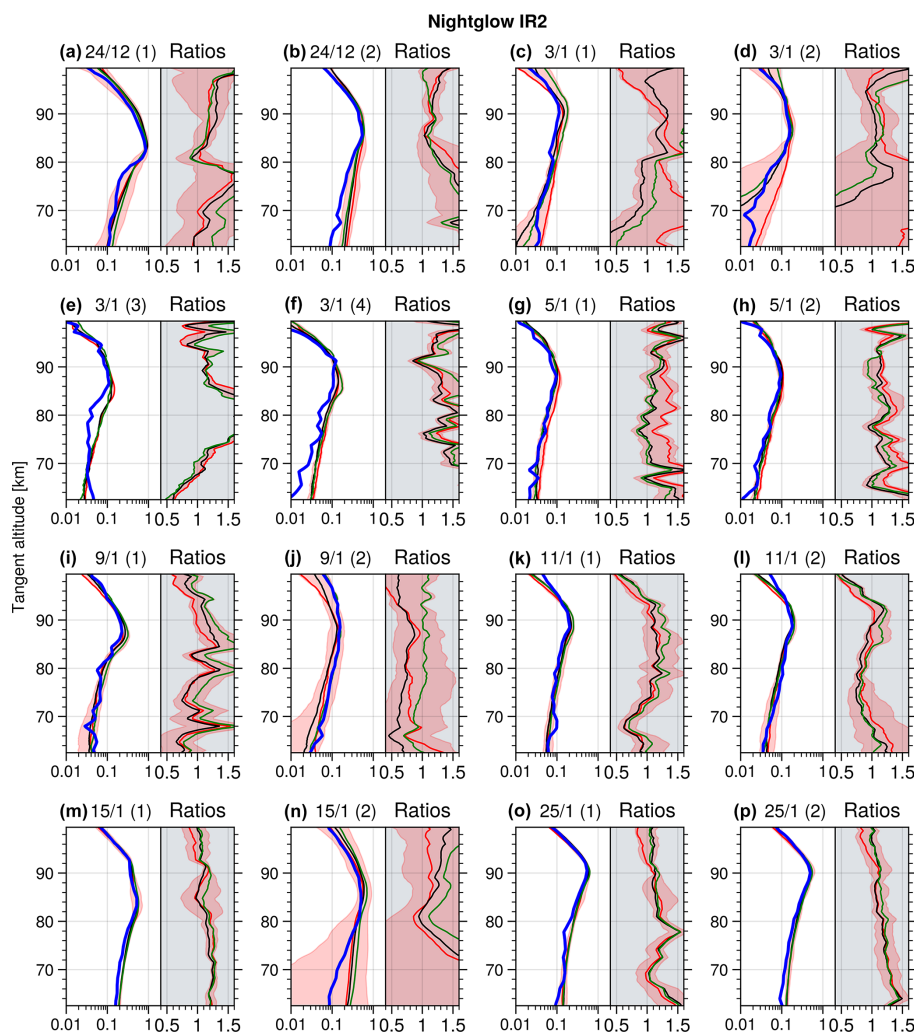 Nightglow IR2
(a) 24/12 (1) Ratios (b) 24/12 (2) Ratios (c) 3/1 (1) Ratios (d) 3/1 (2) Ratios
90
80
70
0.01 0.1 1 0.5 1 1.5 0.01 0.1 1 0.5 1 1.5 0.01 0.1 1 0.5 1 1.5 0.01 0.1 1 0.5 1 1.5
(e) 3/1 (3) Ratios (f) 3/1 (4) Ratios (g) 5/1 (1) Ratios (h) 5/1 (2) Ratios
90
80
70
0.01 0.1 1 0.5 1 1.5 0.01 0.1 1 0.5 1 1.5 0.01 0.1 1 0.5 1 1.5 0.01 0.1 1 0.5 1 1.5
Tangent altitude [km]
(i) 9/1 (1) Ratios (j) 9/1 (2) Ratios (k) 11/1 (1) Ratios (l) 11/1 (2) Ratios
90
80
70
0.01 0.1 1 0.5 1 1.5 0.01 0.1 1 0.5 1 1.5 0.01 0.1 1 0.5 1 1.5 0.01 0.1 1 0.5 1 1.5
(m) 15/1 (1) Ratios (n) 15/1 (2) Ratios (o) 25/1 (1) Ratios (p) 25/1 (2) Ratios
90
80
70
0.01 0.1 1 0.5 1 1.5 0.01 0.1 1 0.5 1 1.5 0.01 0.1 1 0.5 1 1.5 0.01 0.1 1 0.5 1 1.5